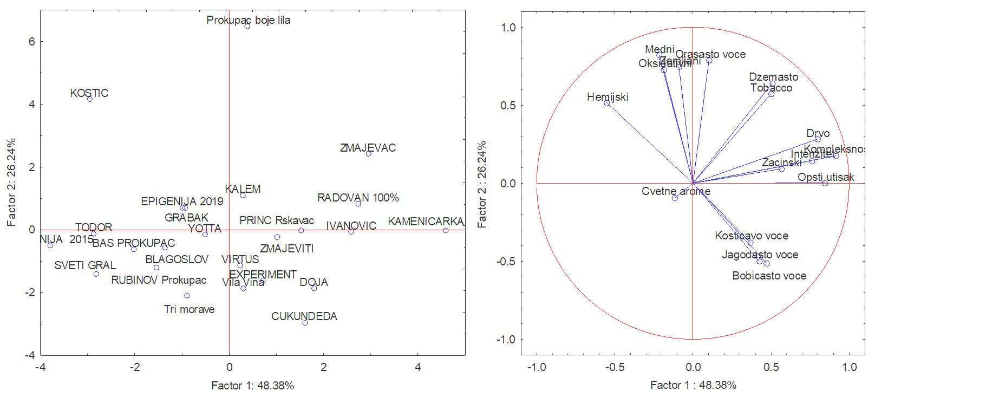 Prokupac boje lila
6
KOSTIC
4
ZMAJEVAC
2
KALEM
RADOVAN 100%
EPIGENIJA 2019
GRABAK
PRINC Rskavac
IVANOVIC
KAMENICARKA
TODOR
YOTTA
0
NIJA 2015
BAS PROKUPAC
ZMAJEVITI
BLAGOSLOV
VIRTUS
SVETI GRAL
EXPERIMENT
RUBINOV Prokupac
Vila Vina
DOJA
-2
Tri morave
CUKUNDEDA
-4
-4 -2 0 2 4
Factor 1: 48.38%
Factor 2: 26.24%
1.0
Medni
Orasasto voce
Zemljani
Oksidativni
Dzemasto
Tobacco
Hemijski
0.5
Drvo
Kompleksnos
Intenzitet
Zacinski
Opsti utisak
0.0
Cvetne arome
Kosticavo voce
Jagodasto voce
-0.5
Bobicasto voce
-1.0
-1.0 -0.5 0.0 0.5 1.0
Factor 1 : 48.38%
Factor 2 : 26.24%